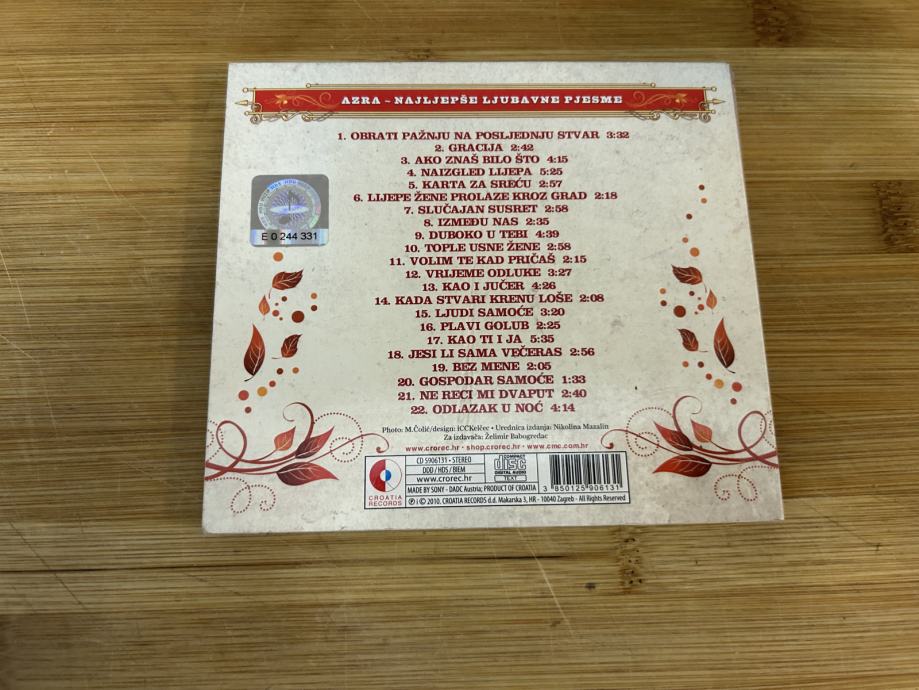 AZRA ~ NAJLJEPŠE LJUBAVNE PJESME
1. OBRATI PAŽNJU NA POSLJEDNJU STVAR 3:32
2. GRACIJA 2:42
3. AKO ZNAŠ BILO ŠTO 4:15
4. NAIZGLED LIJEPA 5:25
5. KARTA ZA SREĆU 2:57
6. LIJEPE ŽENE PROLAZE KROZ GRAD 2:18
7. SLUČAJAN SUSRET 2:58
8. IZMEĐU NAS 2:35
9. DUBOKO U TEBI 4:39
10. TOPLE USNE ŽENE 2:58
11. VOLIM TE KAD PRIČAŠ 2:15
12. VRIJEME ODLUKE 3:27
13. KAO I JUČER 4:26
14. KADA STVARI KRENU LOŠE 2:08
15. LJUDI SAMOĆE 3:20
16. PLAVI GOLUB 2:25
17. KAO TI I JA 5:35
18. JESI LI SAMA VEČERAS 2:56
19. BEZ MENE 2:05
20. GOSPODAR SAMOĆE 1:33
21. NE RECI MI DVAPUT 2:40
22. ODLAZAK U NOĆ 4:14
E 0 244 331
Photo: M.Čolić/design: iCCKelčec • Urednica izdanja: Nikolina Mazalin
Za izdavača: Želimir Babogredac
www.crorec.hr · shop.crorec.hr · www.cmc.com.hr
CROATIA
RECORDS
CD 5906131 • STEREO
DDD / HDS / BIEM
www.crorec.hr
COMPACT
disc
DIGITAL AUDIO
TEXT
MADE BY SONY - DADC Austria; PRODUCT OF CROATIA
3 850125 906131
℗ i © 2010. CROATIA RECORDS d.d. Makarska 3, HR - 10040 Zagreb - All Rights Reserved